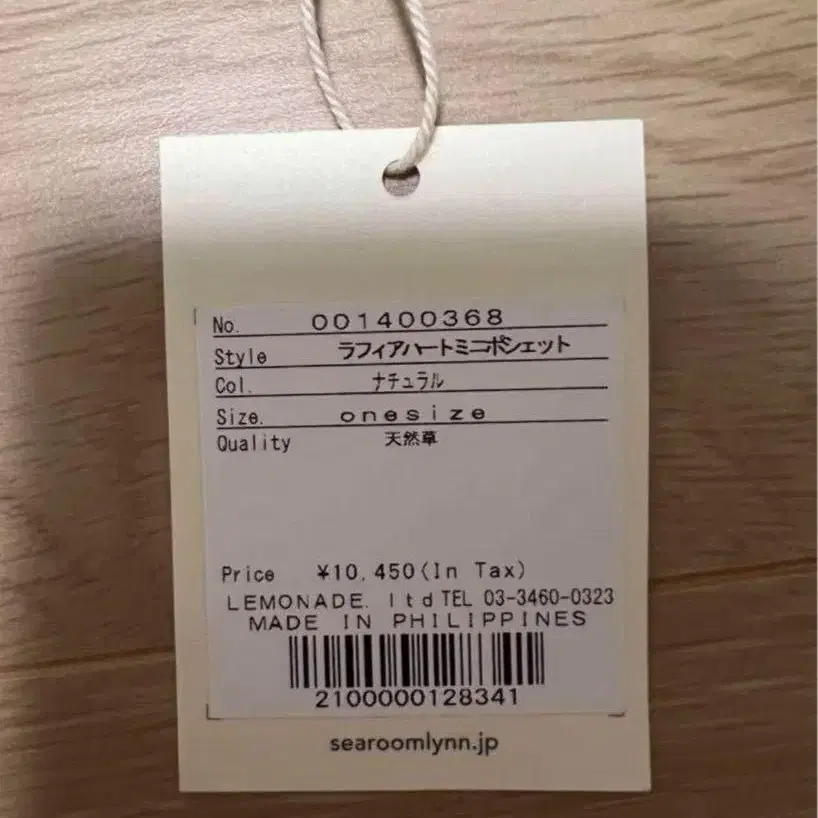 No. 001400368
Style ラフィアハートミニポシェット
Col. ナチュラル
Size. onesize
Quality 天然草
Price ¥10,450(In Tax)
LEMONADE. ltd TEL 03-3460-0323
MADE IN PHILIPPINES
2100000128341
searoomlynn.jp